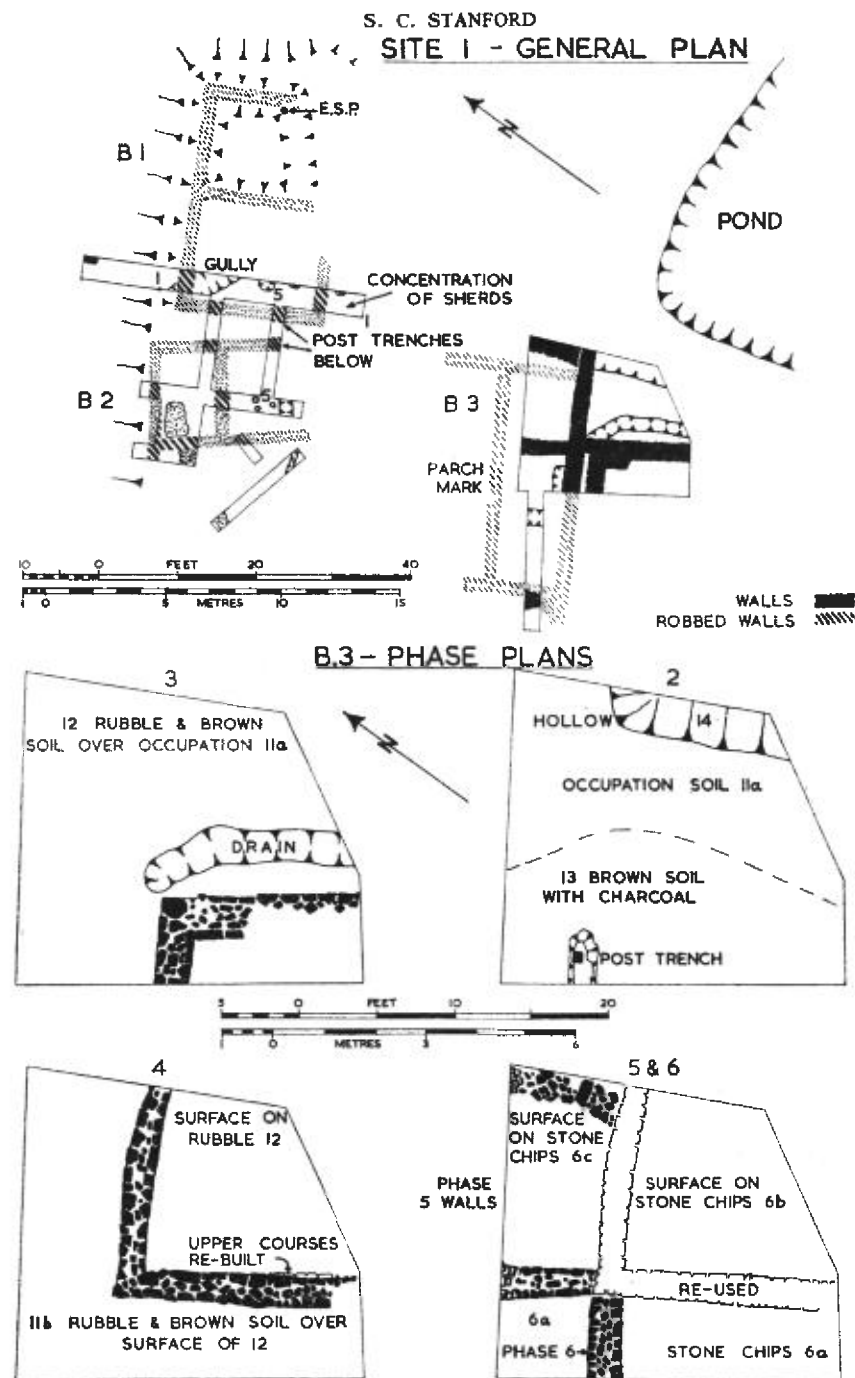 S. C. STANFORD
SITE I - GENERAL PLAN
E.S.P.
N
B 1
POND
1
GULLY
5
CONCENTRATION
OF SHERDS
1
POST TRENCHES
BELOW
B 2
B 3
PARCH
MARK
10 0 FEET 20 40
1 0 5 METRES 10 15
WALLS
ROBBED WALLS
B.3 - PHASE PLANS
3
12 RUBBLE & BROWN
SOIL OVER OCCUPATION 11a
DRAIN
N
2
HOLLOW
14
OCCUPATION SOIL 11a
13 BROWN SOIL
WITH CHARCOAL
POST TRENCH
5 0 FEET 10 20
1 0 METRES 3 6
4
SURFACE ON
RUBBLE 12
UPPER COURSES
RE-BUILT
11b RUBBLE & BROWN SOIL OVER
SURFACE OF 12
5 & 6
SURFACE
ON STONE
CHIPS 6c
PHASE
5 WALLS
SURFACE ON
STONE CHIPS 6b
RE-USED
6a
PHASE 6
STONE CHIPS 6a